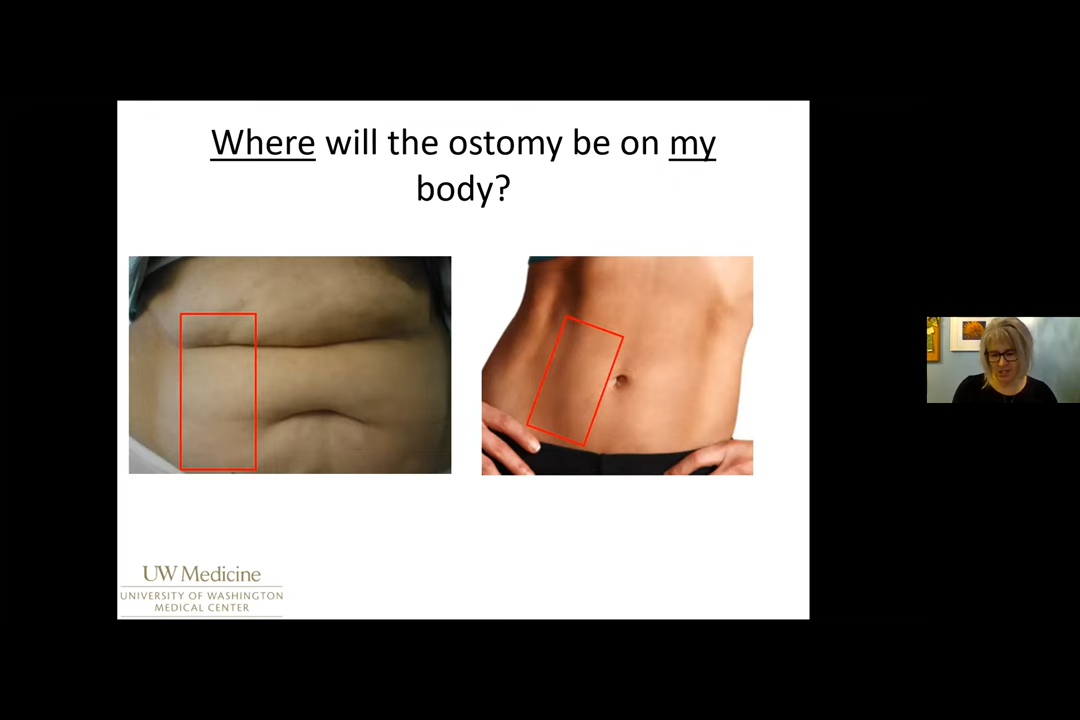 Where will the ostomy be on my
body?
UW Medicine
UNIVERSITY OF WASHINGTON
MEDICAL CENTER